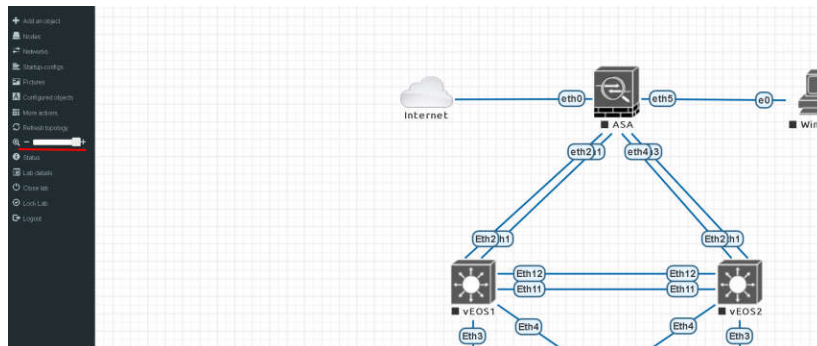 Add an object
Nodes
Networks
Startup-configs
Pictures
Configured objects
More actions
Refresh topology
Status
Lab details
Close lab
Lock Lab
Logout
Internet
eth0
eth5
e0
ASA
Win
eth2
eth4
Eth2
Eth2
Eth12
Eth12
Eth11
Eth11
vEOS1
vEOS2
Eth4
Eth4
Eth3
Eth3